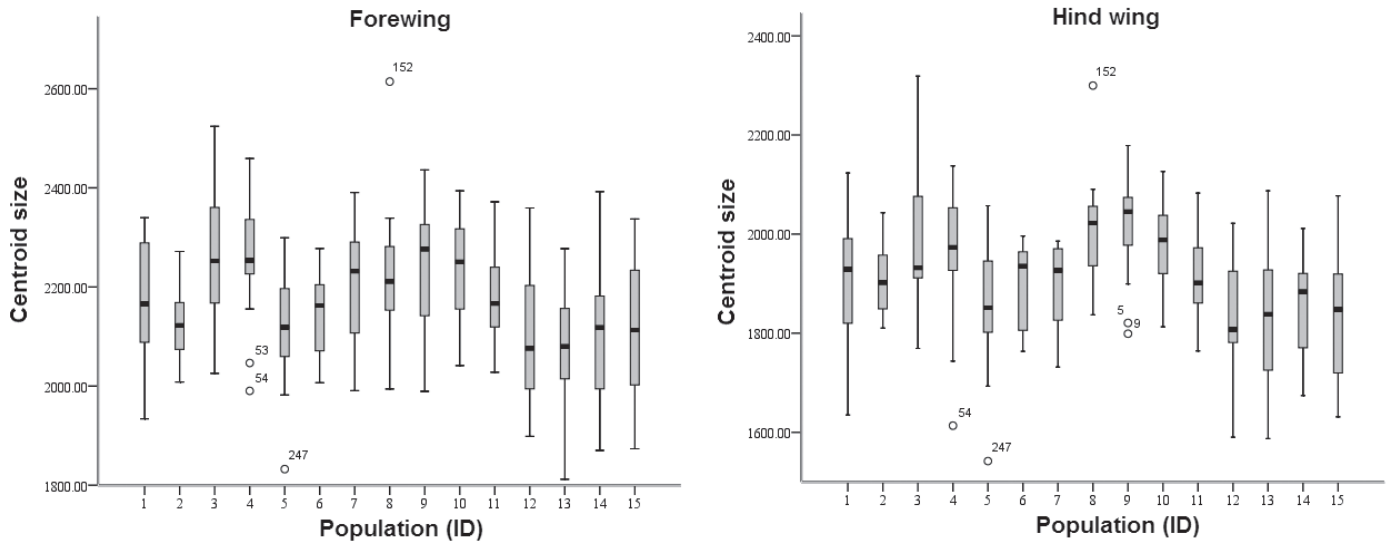 Forewing
2600.00
2400.00
2200.00
2000.00
1800.00
Centroid size
152
53
54
247
1 2 3 4 5 6 7 8 9 10 11 12 13 14 15
Population (ID)
Hind wing
2400.00
2200.00
2000.00
1800.00
1600.00
Centroid size
152
5
9
54
247
1 2 3 4 5 6 7 8 9 10 11 12 13 14 15
Population (ID)